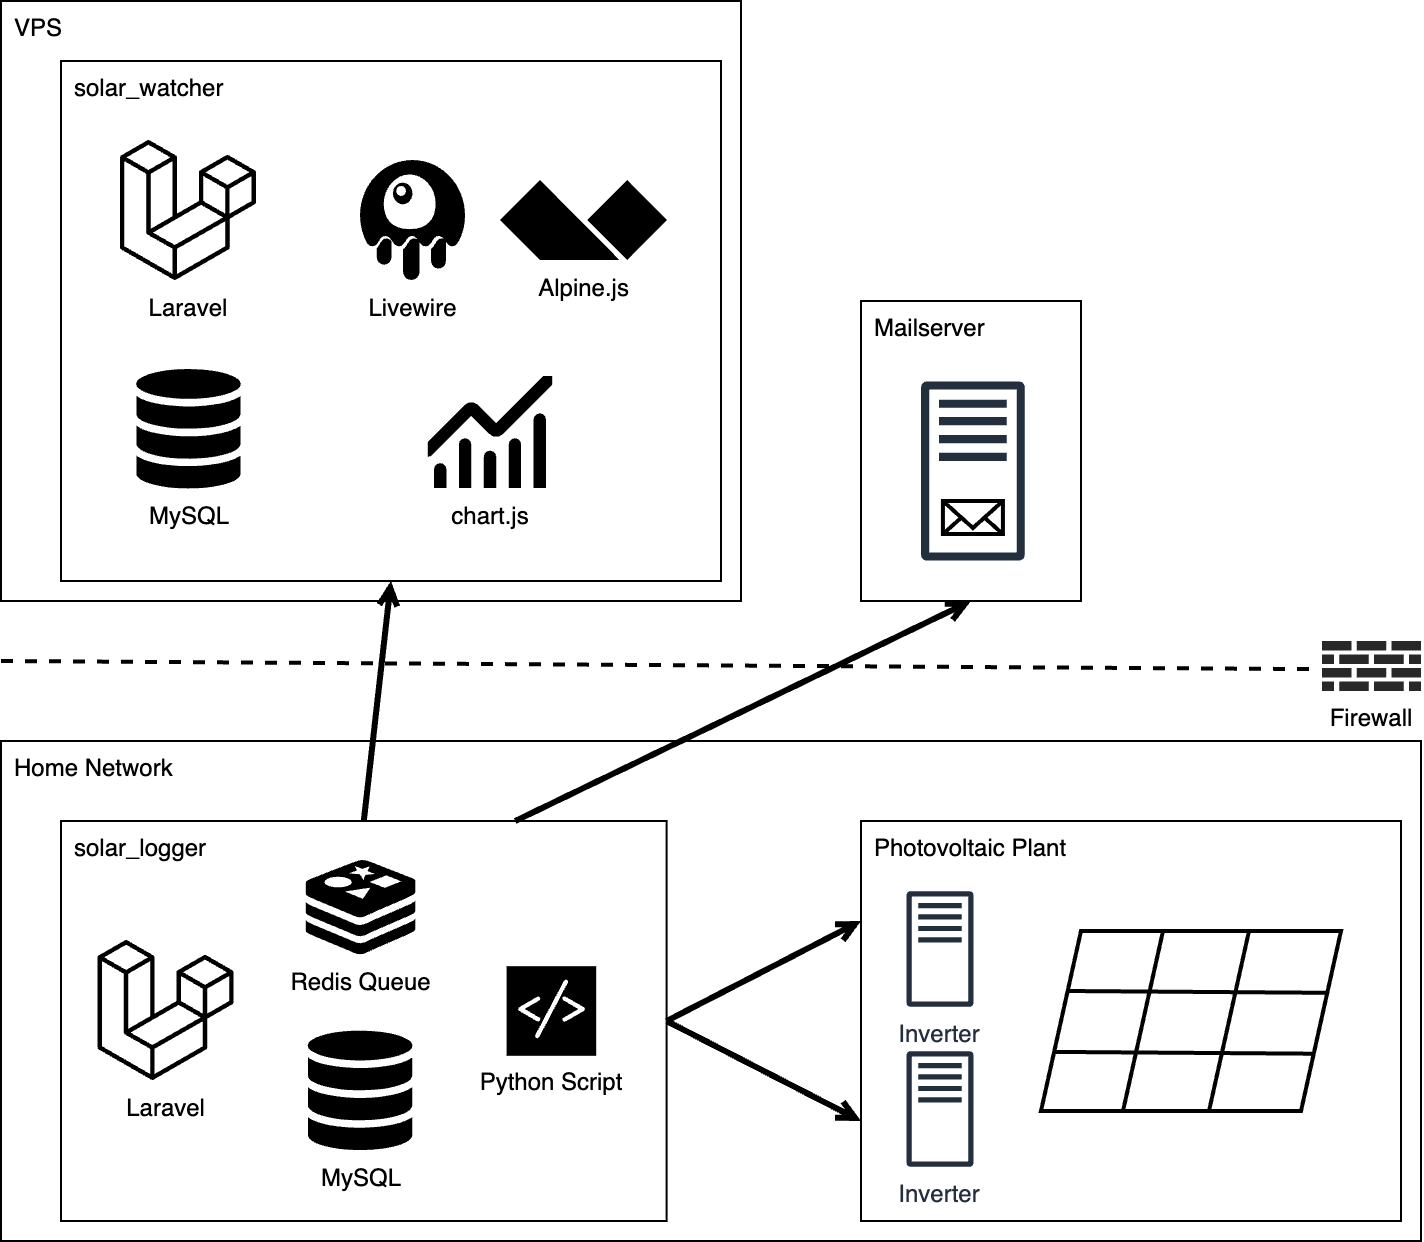 VPS
solar_watcher
Laravel
Livewire
Alpine.js
MySQL
chart.js
Mailserver
Firewall
Home Network
solar_logger
Redis Queue
Laravel
MySQL
Python Script
Photovoltaic Plant
Inverter
Inverter